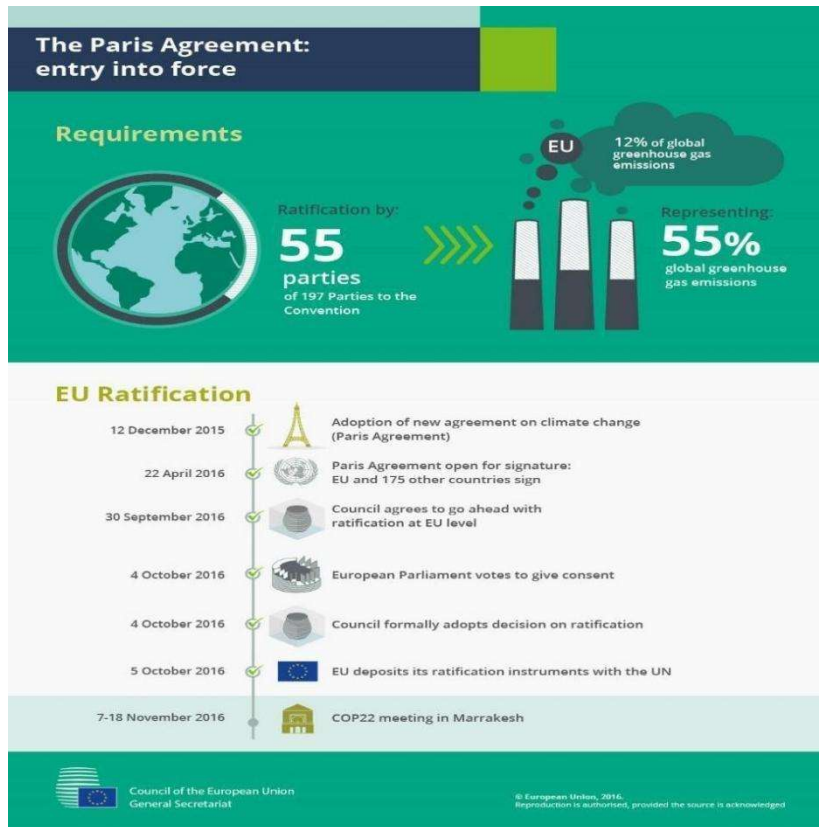 The Paris Agreement:
entry into force
Requirements
EU
12% of global
greenhouse gas
emissions
Ratification by:
55
parties
of 197 Parties to the
Convention
Representing:
55%
global greenhouse
gas emissions
EU Ratification
12 December 2015
Adoption of new agreement on climate change
(Paris Agreement)
22 April 2016
Paris Agreement open for signature:
EU and 175 other countries sign
30 September 2016
Council agrees to go ahead with
ratification at EU level
4 October 2016
European Parliament votes to give consent
4 October 2016
Council formally adopts decision on ratification
5 October 2016
EU deposits its ratification instruments with the UN
7-18 November 2016
COP22 meeting in Marrakesh
Council of the European Union
General Secretariat
© European Union, 2016.
Reproduction is authorised, provided the source is acknowledged